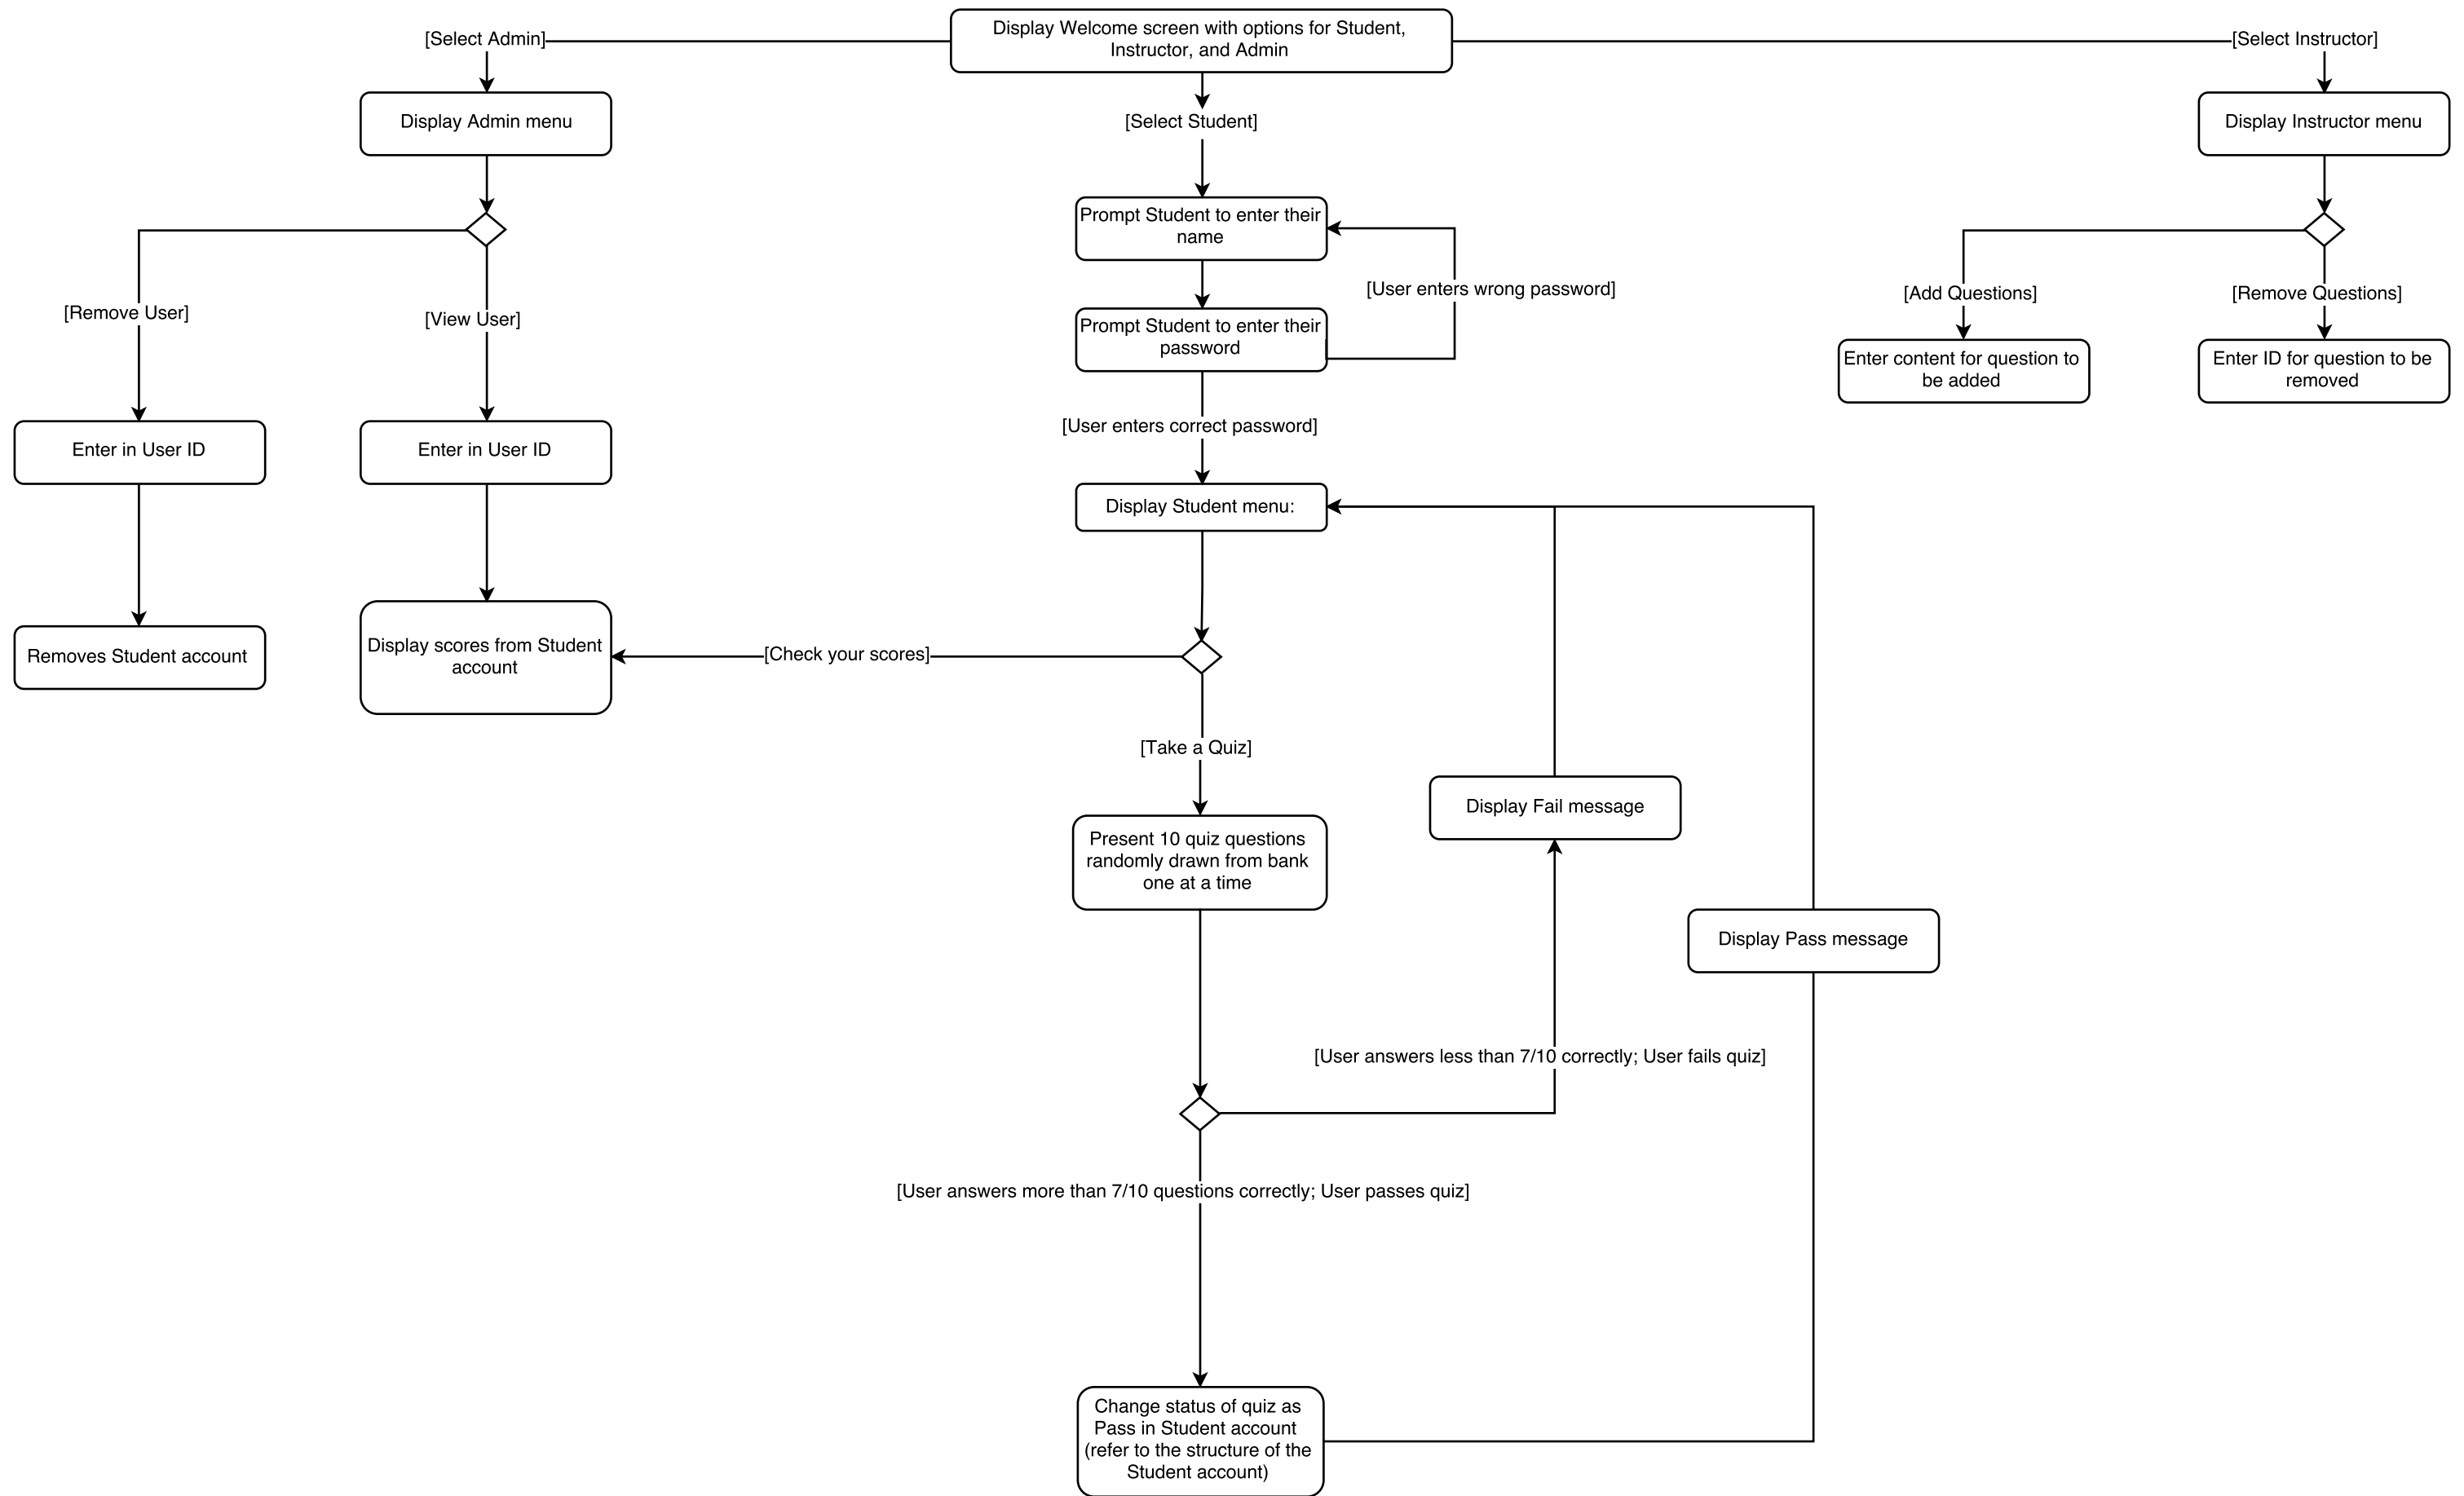 Display Welcome screen with options for Student,
Instructor, and Admin
[Select Admin]
[Select Instructor]
Display Admin menu
[Select Student]
Display Instructor menu
Prompt Student to enter their
name
[User enters wrong password]
[Add Questions]
[Remove Questions]
[Remove User]
[View User]
Prompt Student to enter their
password
Enter content for question to
be added
Enter ID for question to be
removed
[User enters correct password]
Enter in User ID
Enter in User ID
Display Student menu:
Removes Student account
Display scores from Student
account
[Check your scores]
[Take a Quiz]
Display Fail message
Present 10 quiz questions
randomly drawn from bank
one at a time
Display Pass message
[User answers less than 7/10 correctly; User fails quiz]
[User answers more than 7/10 questions correctly; User passes quiz]
Change status of quiz as
Pass in Student account
(refer to the structure of the
Student account)